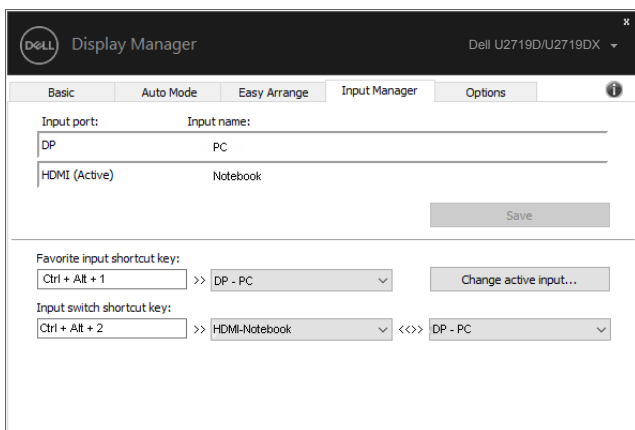 x
DELL Display Manager Dell U2719D/U2719DX
Basic Auto Mode Easy Arrange Input Manager Options i
Input port: Input name:
DP PC
HDMI (Active) Notebook
Save
Favorite input shortcut key:
Ctrl + Alt + 1 >> DP - PC Change active input...
Input switch shortcut key:
Ctrl + Alt + 2 >> HDMI-Notebook <<>> DP - PC